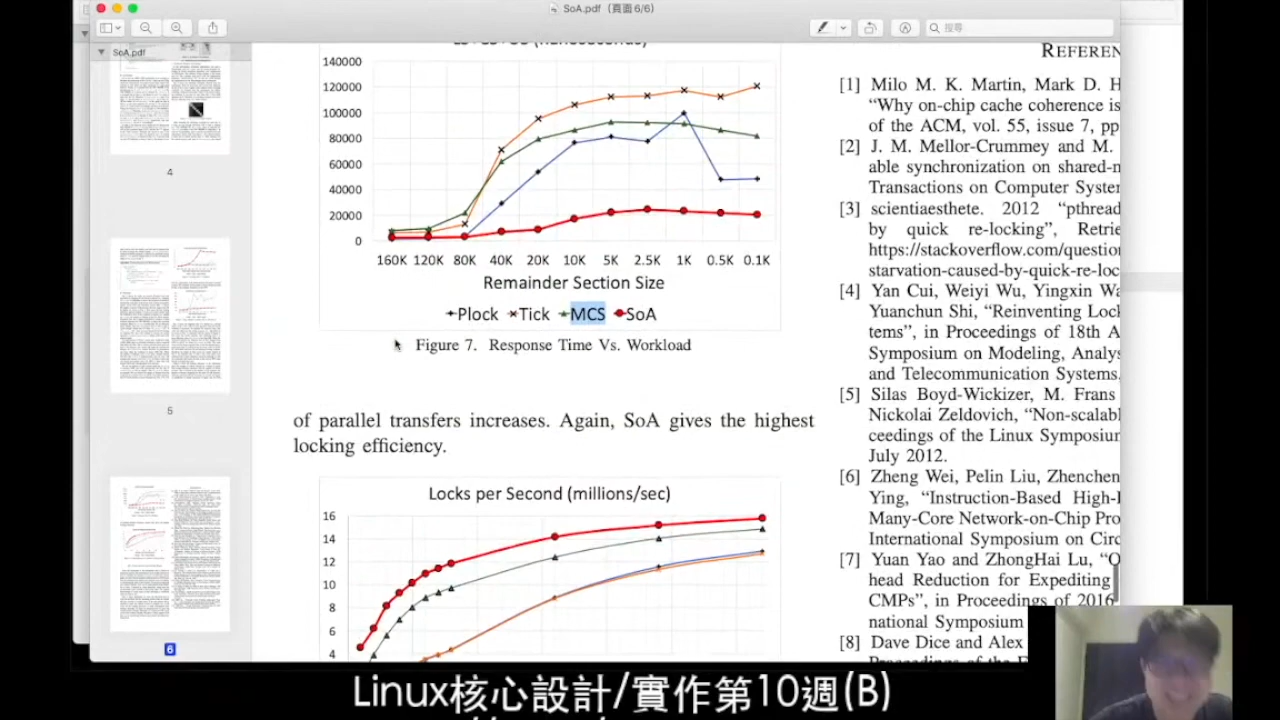 SoA.pdf（頁面 6/6）
搜尋
SoA.pdf
4
5
6
140000
120000
100000
80000
60000
40000
20000
0
160K 120K 80K 40K 20K 10K 5K 2.5K 1K 0.5K 0.1K
Remainder Section Size
Plock Tick MCS SoA
Figure 7. Response Time Vs. Workload
of parallel transfers increases. Again, SoA gives the highest
locking efficiency.
Locks per Second (millions/sec)
16
14
12
10
6
4
REFEREN
[1] Milo M. K. Martin, Mark D. H
“Why on-chip cache coherence is
of the ACM, vol. 55, issue 7, pp
[2] J. M. Mellor-Crummey and M.
able synchronization on shared-m
Transactions on Computer System
[3] scientiaesthete. 2012 “pthread
by quick re-locking”, Retrie
http://stackoverflow.com/question
starvation-caused-by-quick-re-loc
[4] Yan Cui, Weiyi Wu, Yingxin Wa
Yuanchun Shi, “Reinventing Lock
tems” in Proceedings of 18th A
Symposium on Modeling, Analys
and Telecommunication Systems,
[5] Silas Boyd-Wickizer, M. Frans
Nickolai Zeldovich, “Non-scalabl
ceedings of the Linux Symposium
July 2012.
[6] Zheng Wei, Pelin Liu, Zhenchen
Ying, “Instruction-Based High-E
Many-Core Network-on-Chip Pro
International Symposium on Circ
[7] Yao and Zhonghai Lu, “O
Reduction for Expediting
CMPs” in Proceedings of 2016
national Symposium
[8] Dave Dice and Alex
Linux核心設計/實作第10週(B)